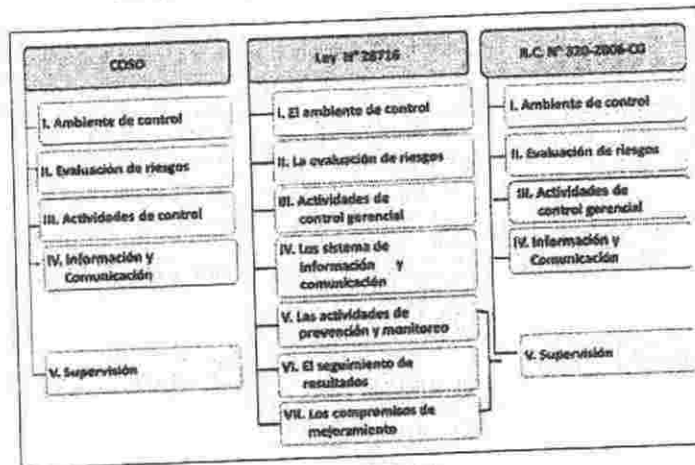 COSO
I. Ambiente de control
II. Evaluación de riesgos
III. Actividades de control
IV. Información y
Comunicación
V. Supervisión
Ley N° 28716
I. El ambiente de control
II. La evaluación de riesgos
III. Actividades de
control gerencial
IV. Los sistema de
información y
comunicación
V. Las actividades de
prevención y monitoreo
VI. El seguimiento de
resultados
VII. Los compromisos de
mejoramiento
R.C. N° 320-2006-CG
I. Ambiente de control
II. Evaluación de riesgos
III. Actividades de
control gerencial
IV. Información y
Comunicación
V. Supervisión